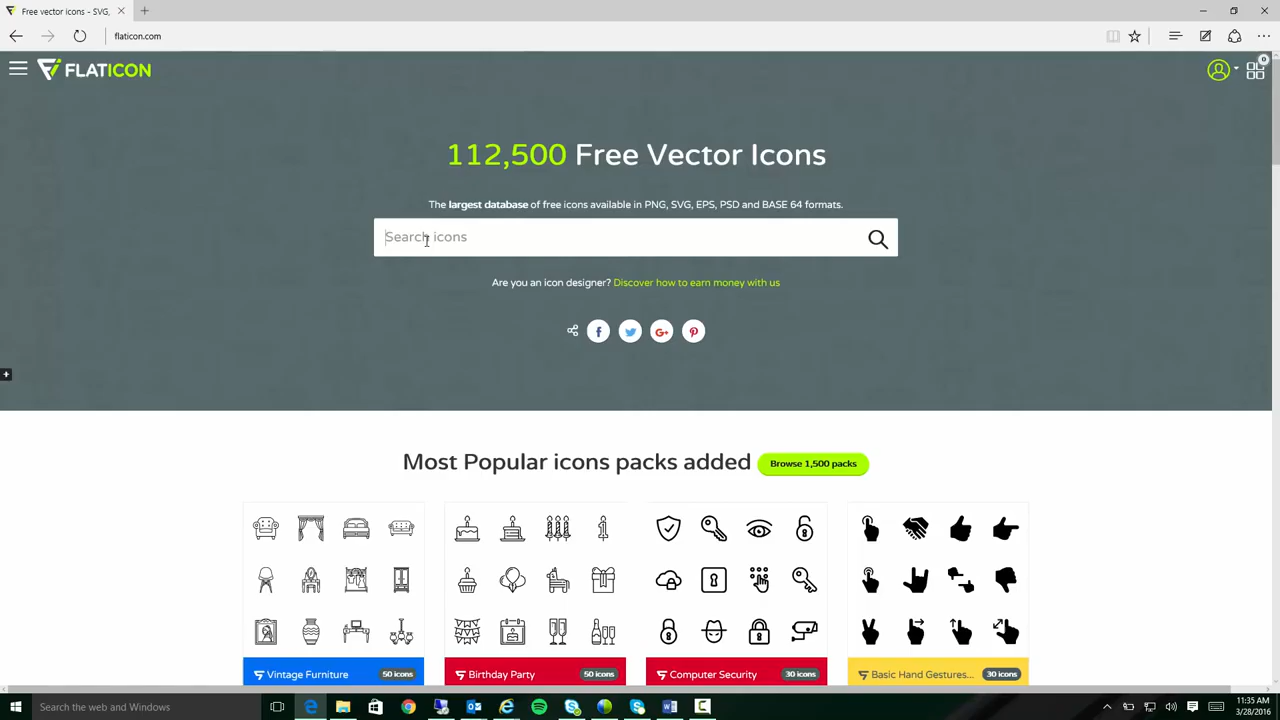 Free vector icons - SVG,
flaticon.com
FLATICON
0
112,500 Free Vector Icons
The largest database of free icons available in PNG, SVG, EPS, PSD and BASE 64 formats.
Search icons
Are you an icon designer? Discover how to earn money with us
Most Popular icons packs added
Browse 1,500 packs
Vintage Furniture
50 icons
Birthday Party
50 icons
Computer Security
30 icons
Basic Hand Gestures...
30 icons
Search the web and Windows
11:35 AM
3/28/2016